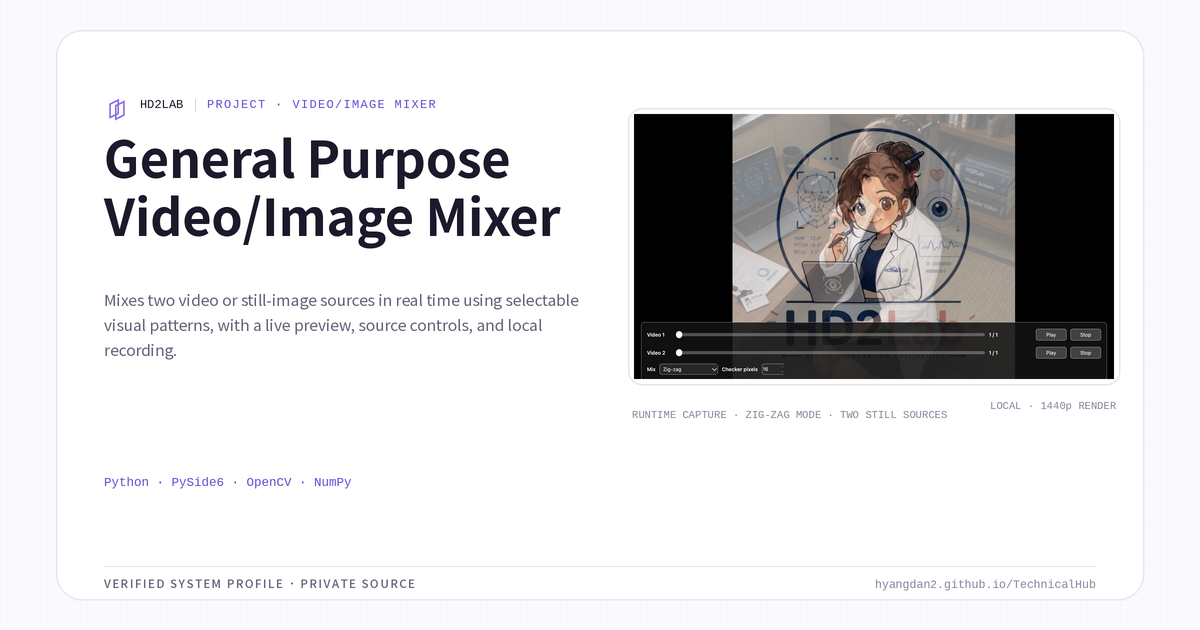 HD2LAB | PROJECT · VIDEO/IMAGE MIXER
General Purpose
Video/Image Mixer
Mixes two video or still-image sources in real time using selectable
visual patterns, with a live preview, source controls, and local
recording.
HD2Lab
Video 1 1 / 1 Play Stop
Video 2 1 / 1 Play Stop
Mix Zig-zag Checker pixels 16
RUNTIME CAPTURE · ZIG-ZAG MODE · TWO STILL SOURCES
LOCAL · 1440p RENDER
Python · PySide6 · OpenCV · NumPy
VERIFIED SYSTEM PROFILE · PRIVATE SOURCE
hyangdan2.github.io/TechnicalHub